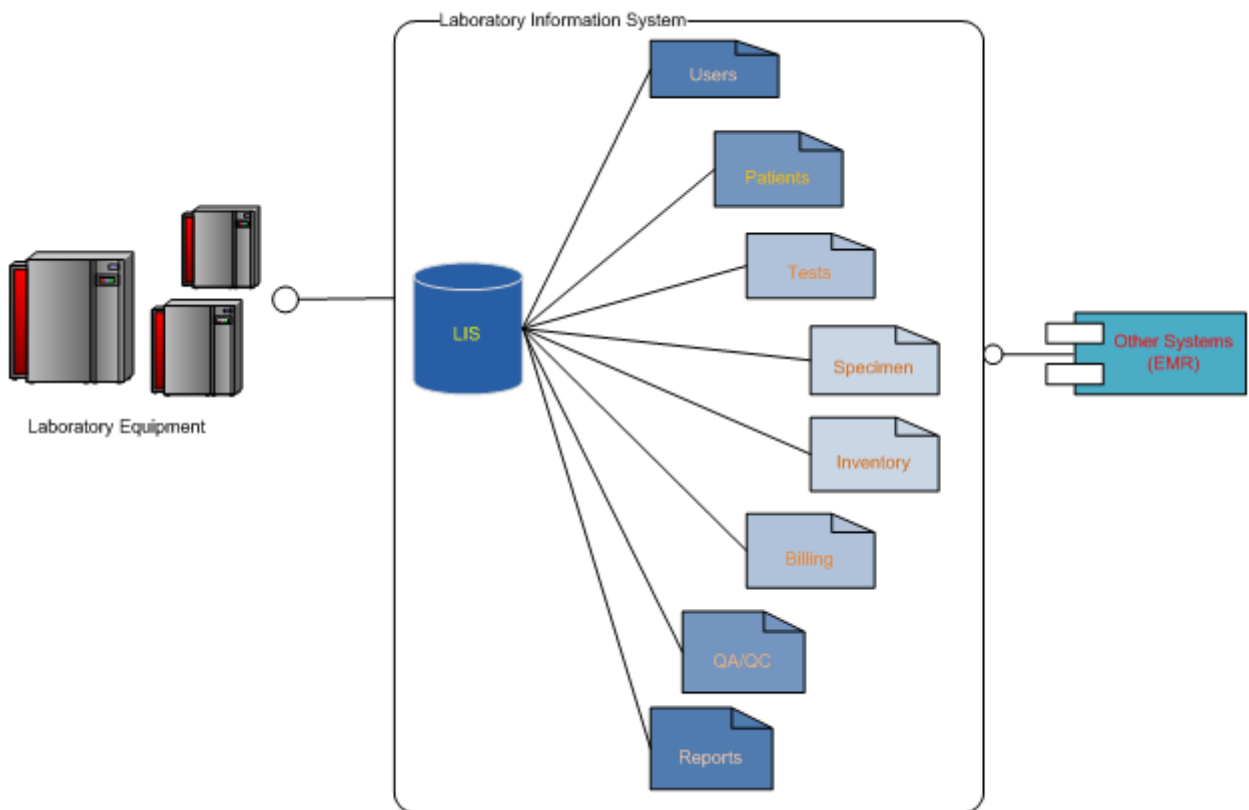 Laboratory Information System
Users
Patients
Tests
LIS
Specimen
Other Systems
(EMR)
Laboratory Equipment
Inventory
Billing
QA/QC
Reports